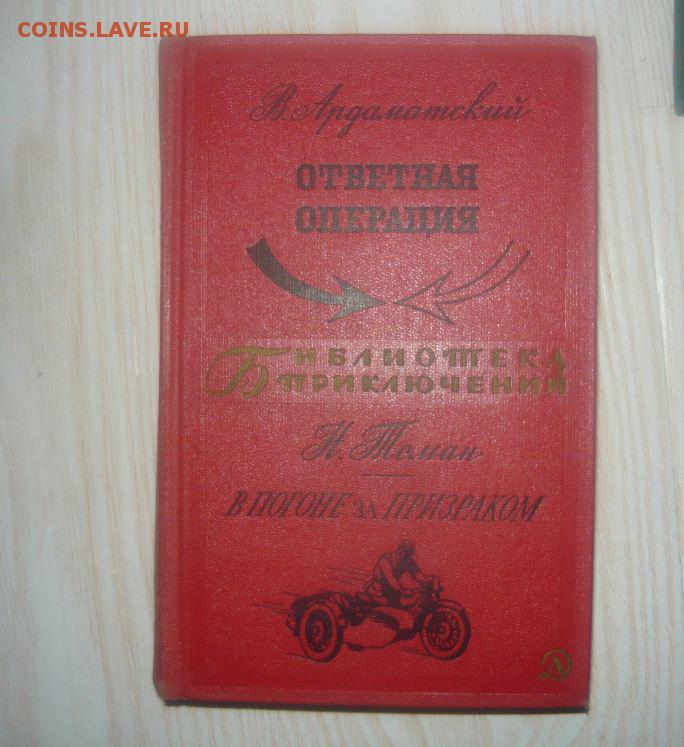 COINS.LAVE.RU
В. Ардаматский
ОТВЕТНАЯ
ОПЕРАЦИЯ
БИБЛИОТЕКА
ПРИКЛЮЧЕНИЙ
Н. Томан
В ПОГОНЕ ЗА ПРИЗРАКОМ